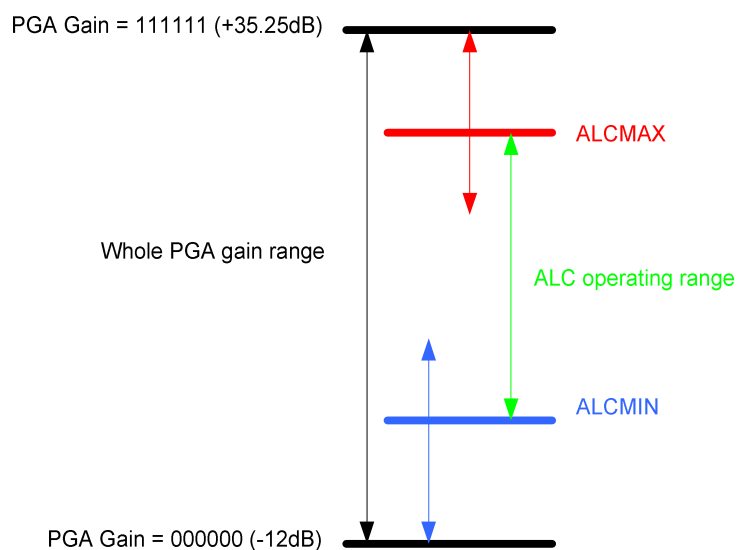 PGA Gain = 111111 (+35.25dB)
ALCMAX
Whole PGA gain range
ALC operating range
ALCMIN
PGA Gain = 000000 (-12dB)